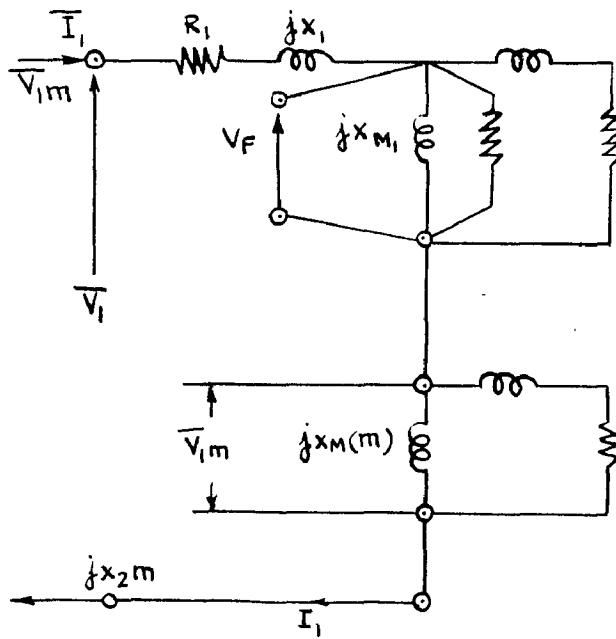 I̅₁ R₁ jx₁
V̅₁m
V_F jx_M₁
V̅₁
V̅₁m jx_M(m)
jx₂m
I₁